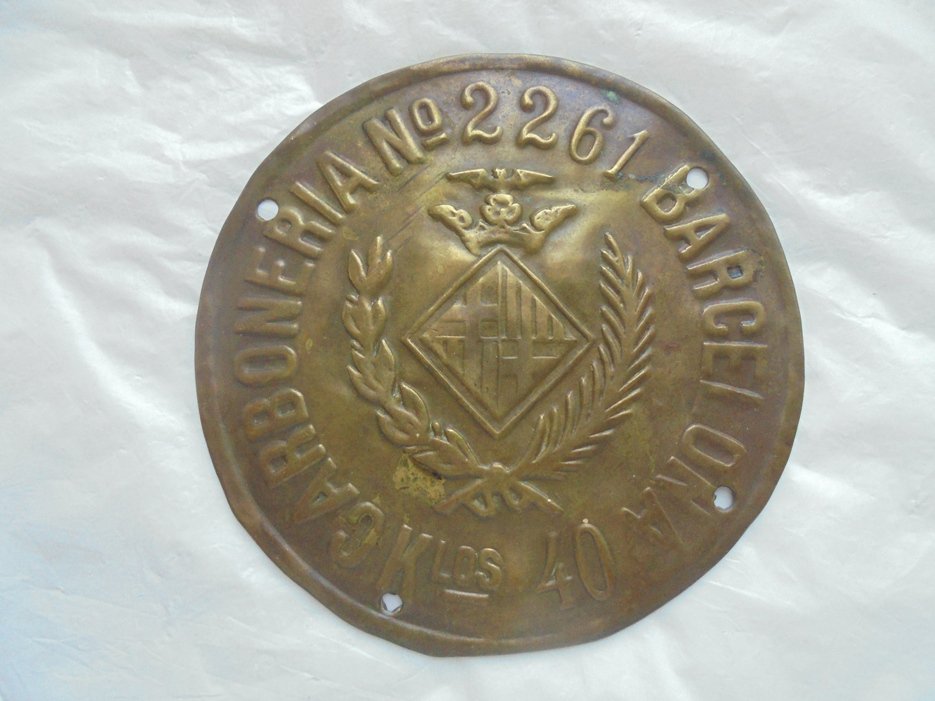 CARBONERIA No 2261 BARCELONA
KLOS 40